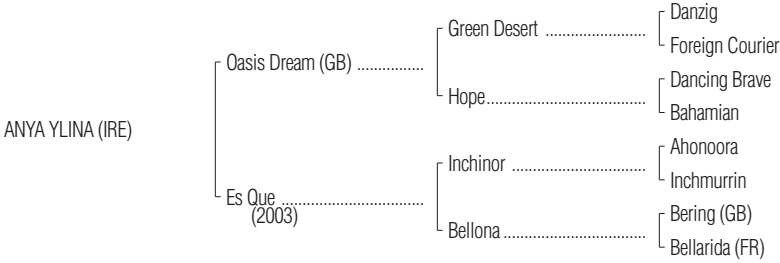 Danzig
Green Desert ........................
Foreign Courier
Oasis Dream (GB) ................
Dancing Brave
Hope.......................................
Bahamian
ANYA YLINA (IRE)
Ahonoora
Inchinor ................................
Inchmurrin
Es Que ..................................
(2003)
Bering (GB)
Bellona ..................................
Bellarida (FR)